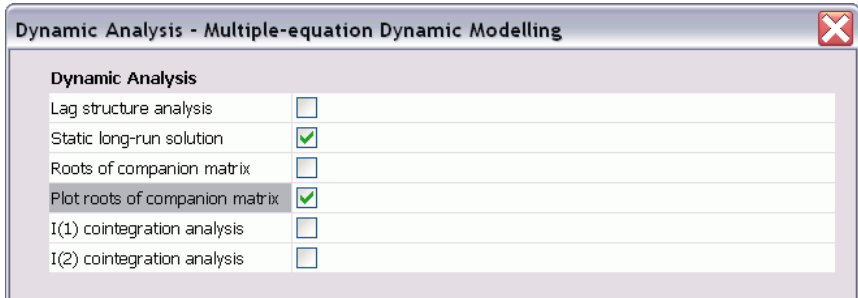 Dynamic Analysis - Multiple-equation Dynamic Modelling
Dynamic Analysis
Lag structure analysis
Static long-run solution
Roots of companion matrix
Plot roots of companion matrix
I(1) cointegration analysis
I(2) cointegration analysis